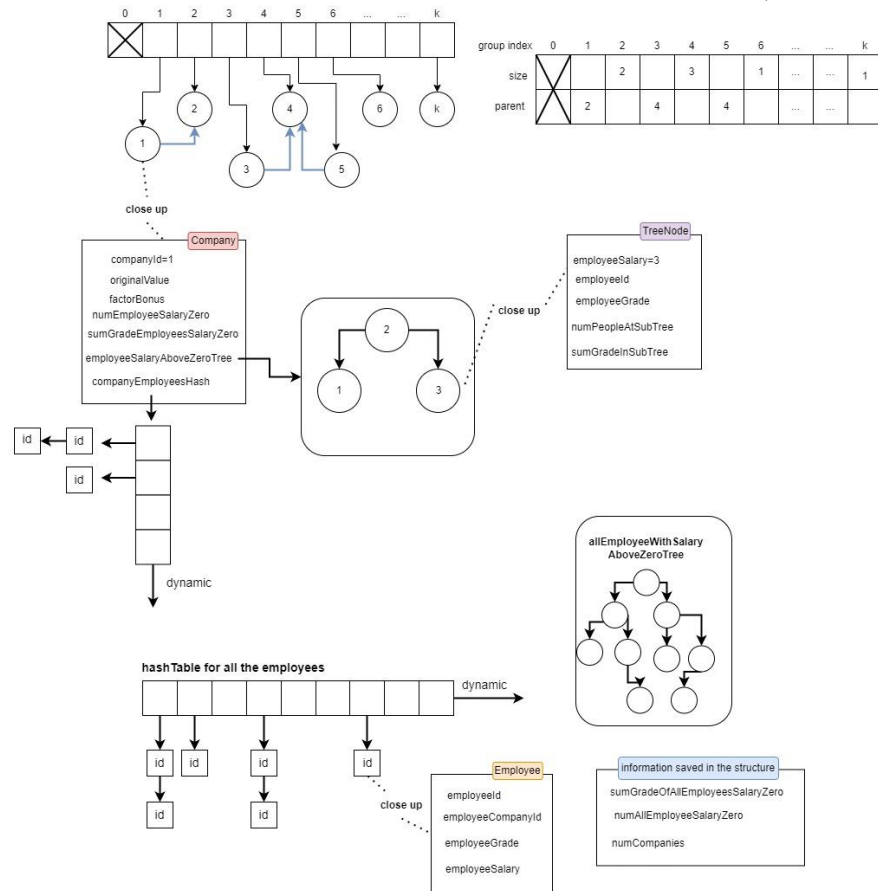 0 1 2 3 4 5 6 ... ... k
group index 0 1 2 3 4 5 6 ... ... k
size 2 3 1 ... ... 1
parent 2 4 4 ... ...
2 4 6 k
1 3 5
close up
Company
companyId=1
originalValue
factorBonus
numEmployeeSalaryZero
sumGradeEmployeesSalaryZero
employeeSalaryAboveZeroTree
companyEmployeesHash
2
1 3
close up
TreeNode
employeeSalary=3
employeeId
employeeGrade
numPeopleAtSubTree
sumGradeInSubTree
id id
id
dynamic
allEmployeeWithSalary
AboveZeroTree
hashTable for all the employees
dynamic
id id id id
id id
close up
Employee
employeeId
employeeCompanyId
employeeGrade
employeeSalary
information saved in the structure
sumGradeOfAllEmployeesSalaryZero
numAllEmployeeSalaryZero
numCompanies